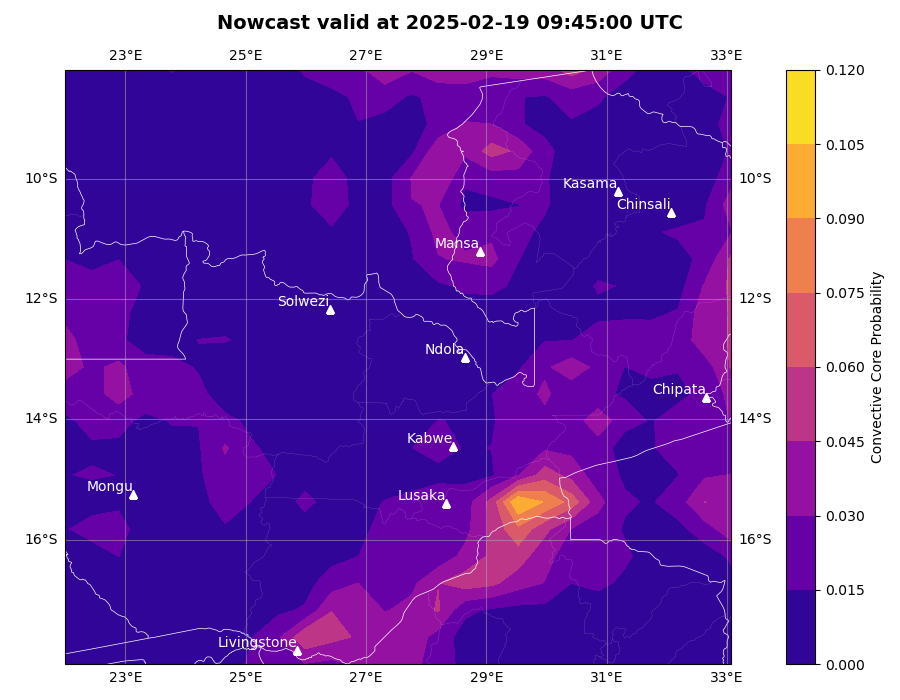 Nowcast valid at 2025-02-19 09:45:00 UTC
23°E 25°E 27°E 29°E 31°E 33°E
0.120
0.105
10°S 10°S
Kasama
Chinsali
0.090
Mansa
0.075
12°S 12°S
Solwezi
Convective Core Probability
Ndola
0.060
Chipata
14°S 14°S
Kabwe
0.045
Mongu
Lusaka
0.030
16°S 16°S
0.015
Livingstone
0.000
23°E 25°E 27°E 29°E 31°E 33°E